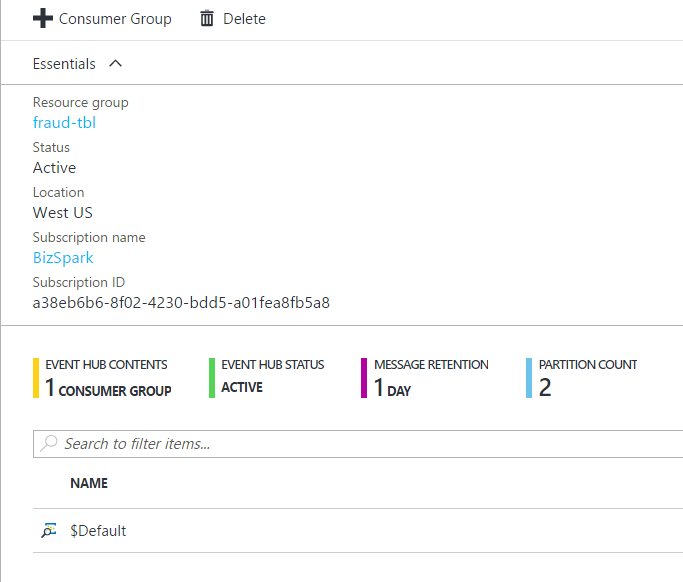 Consumer Group Delete
Essentials
Resource group
fraud-tbl
Status
Active
Location
West US
Subscription name
BizSpark
Subscription ID
a38eb6b6-8f02-4230-bdd5-a01fea8fb5a8
EVENT HUB CONTENTS EVENT HUB STATUS MESSAGE RETENTION PARTITION COUNT
1 CONSUMER GROUP ACTIVE 1 DAY 2
Search to filter items...
NAME
$Default